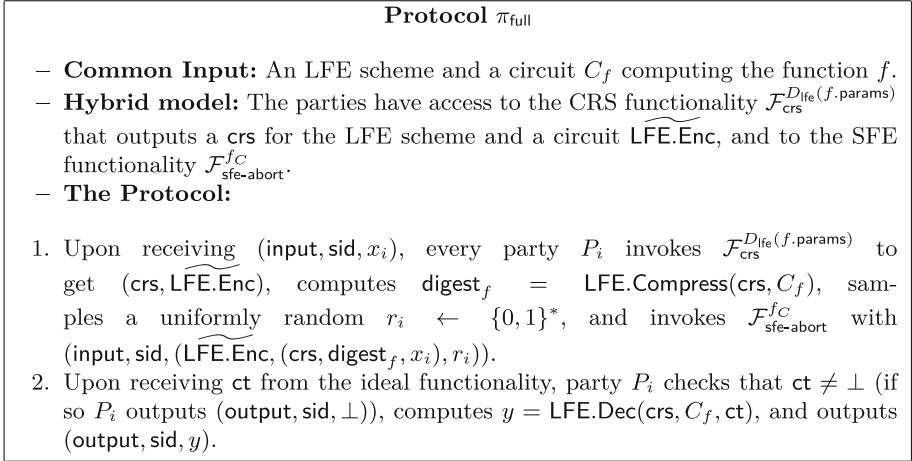 Protocol π_full
– Common Input: An LFE scheme and a circuit C_f computing the function f.
– Hybrid model: The parties have access to the CRS functionality F_crs^{D_lfe(f.params)}
that outputs a crs for the LFE scheme and a circuit \widetilde{LFE.Enc}, and to the SFE
functionality F_sfe-abort^{f_C}.
– The Protocol:
1. Upon receiving (input, sid, x_i), every party P_i invokes F_crs^{D_lfe(f.params)} to
get (crs, \widetilde{LFE.Enc}), computes digest_f = LFE.Compress(crs, C_f), sam-
ples a uniformly random r_i ← {0, 1}^*, and invokes F_sfe-abort^{f_C} with
(input, sid, (\widetilde{LFE.Enc}, (crs, digest_f, x_i), r_i)).
2. Upon receiving ct from the ideal functionality, party P_i checks that ct ≠ ⊥ (if
so P_i outputs (output, sid, ⊥)), computes y = LFE.Dec(crs, C_f, ct), and outputs
(output, sid, y).